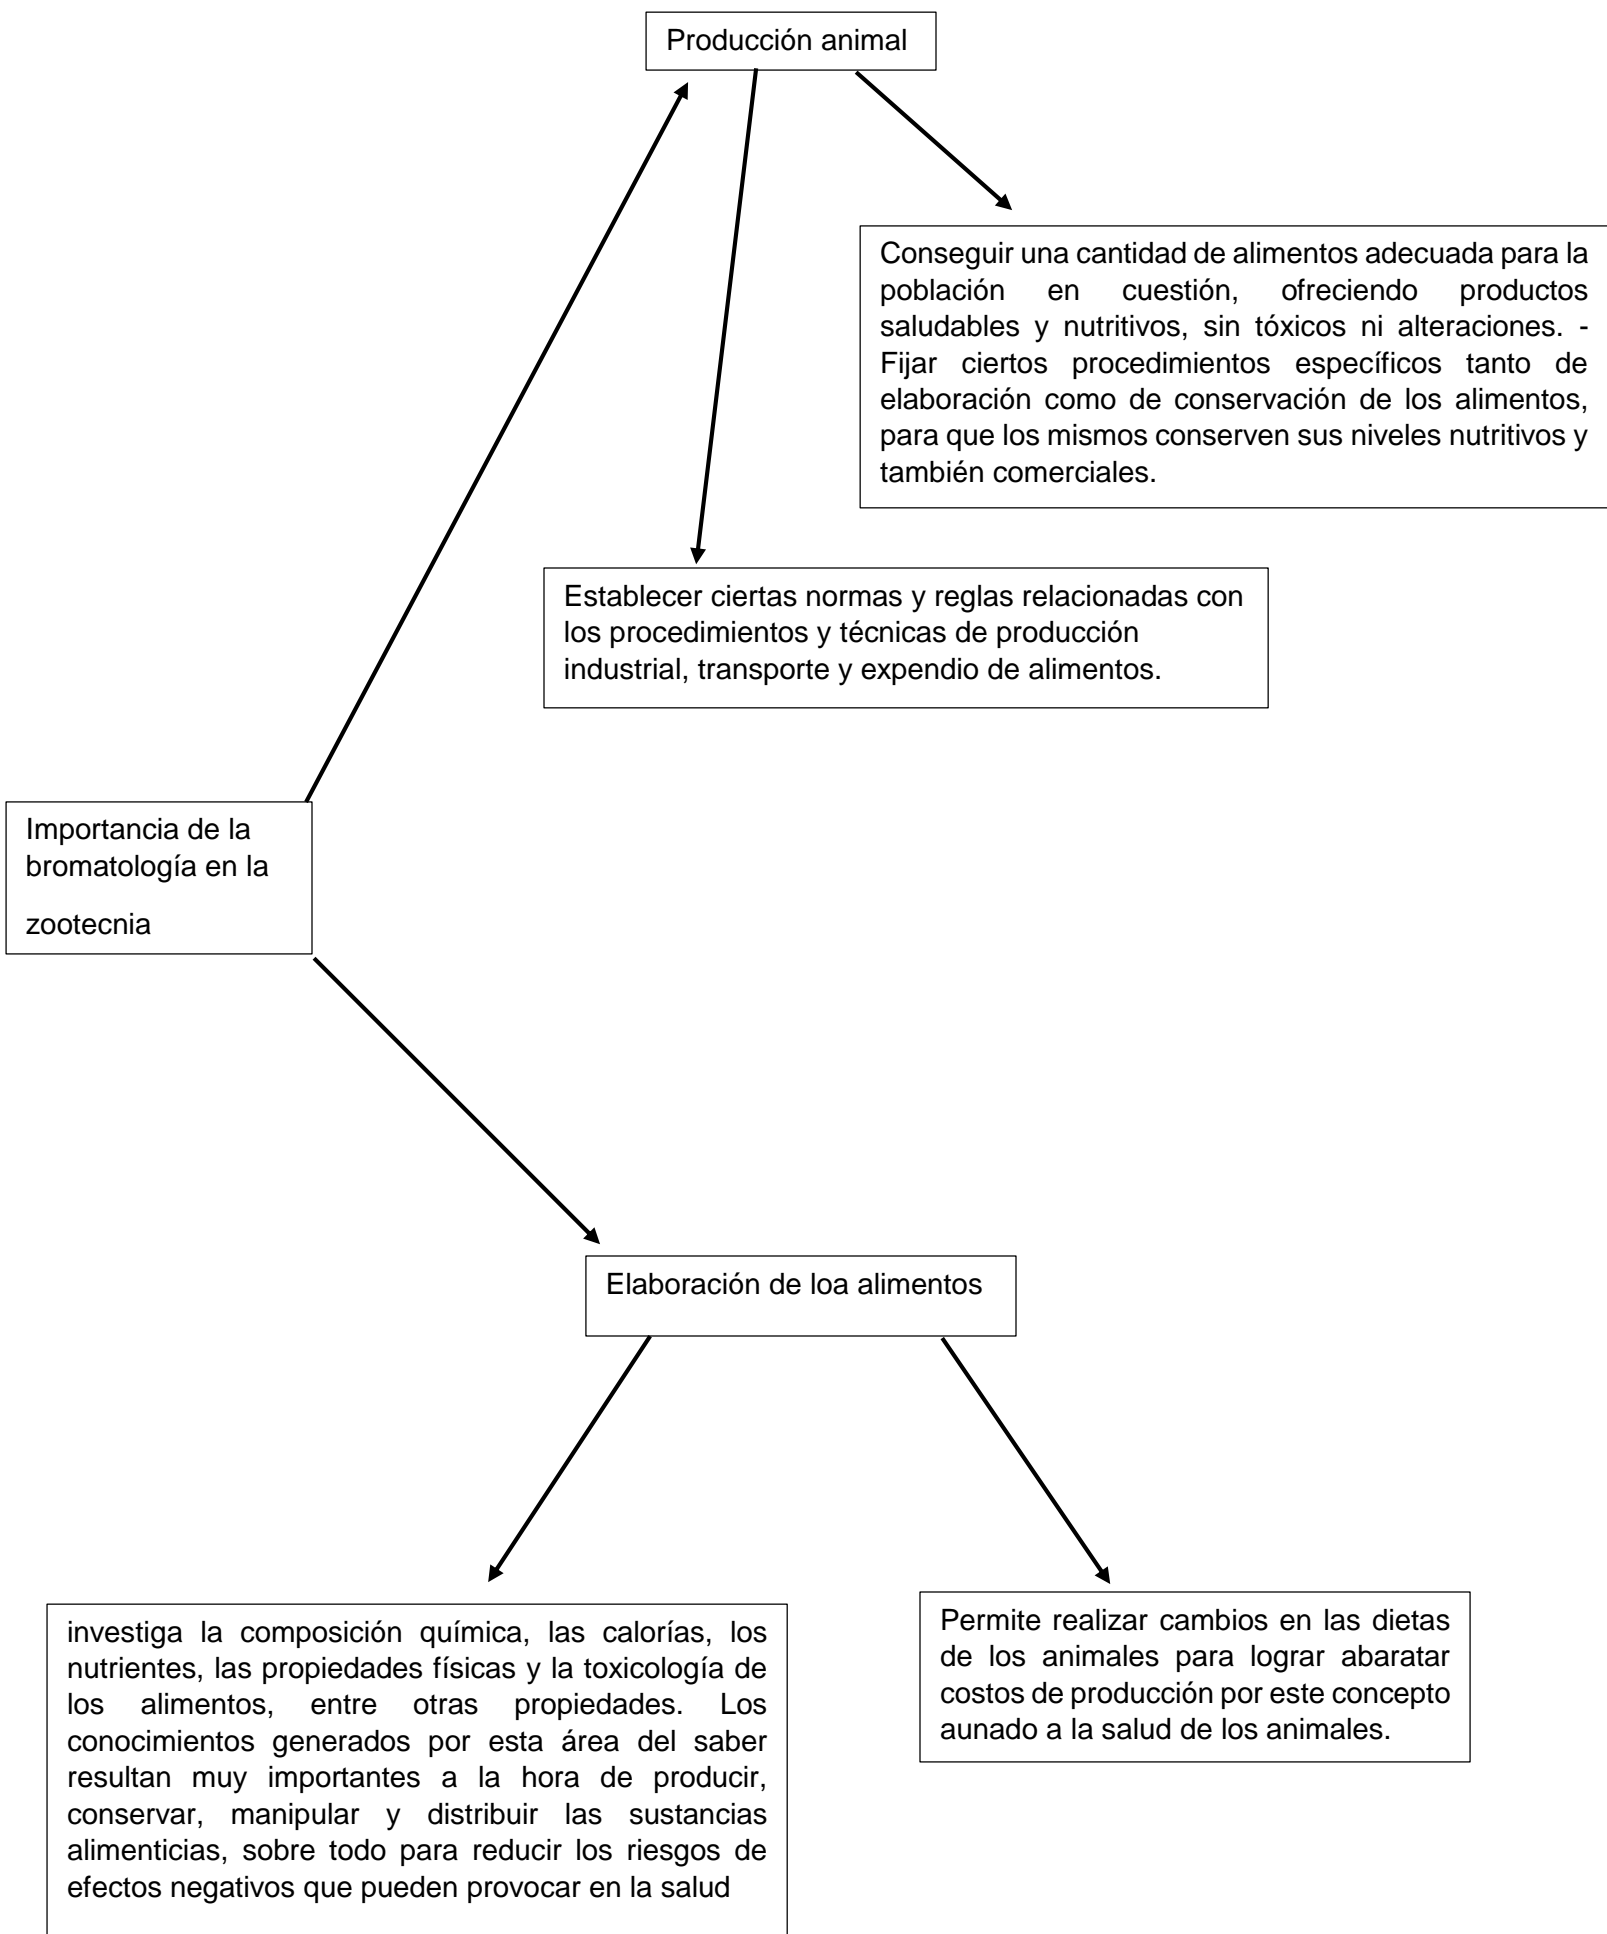 Producción animal
Conseguir una cantidad de alimentos adecuada para la
población en cuestión, ofreciendo productos
saludables y nutritivos, sin tóxicos ni alteraciones. -
Fijar ciertos procedimientos específicos tanto de
elaboración como de conservación de los alimentos,
para que los mismos conserven sus niveles nutritivos y
también comerciales.
Establecer ciertas normas y reglas relacionadas con
los procedimientos y técnicas de producción
industrial, transporte y expendio de alimentos.
Importancia de la
bromatología en la
zootecnia
Elaboración de loa alimentos
investiga la composición química, las calorías, los
nutrientes, las propiedades físicas y la toxicología de
los alimentos, entre otras propiedades. Los
conocimientos generados por esta área del saber
resultan muy importantes a la hora de producir,
conservar, manipular y distribuir las sustancias
alimenticias, sobre todo para reducir los riesgos de
efectos negativos que pueden provocar en la salud
Permite realizar cambios en las dietas
de los animales para lograr abaratar
costos de producción por este concepto
aunado a la salud de los animales.